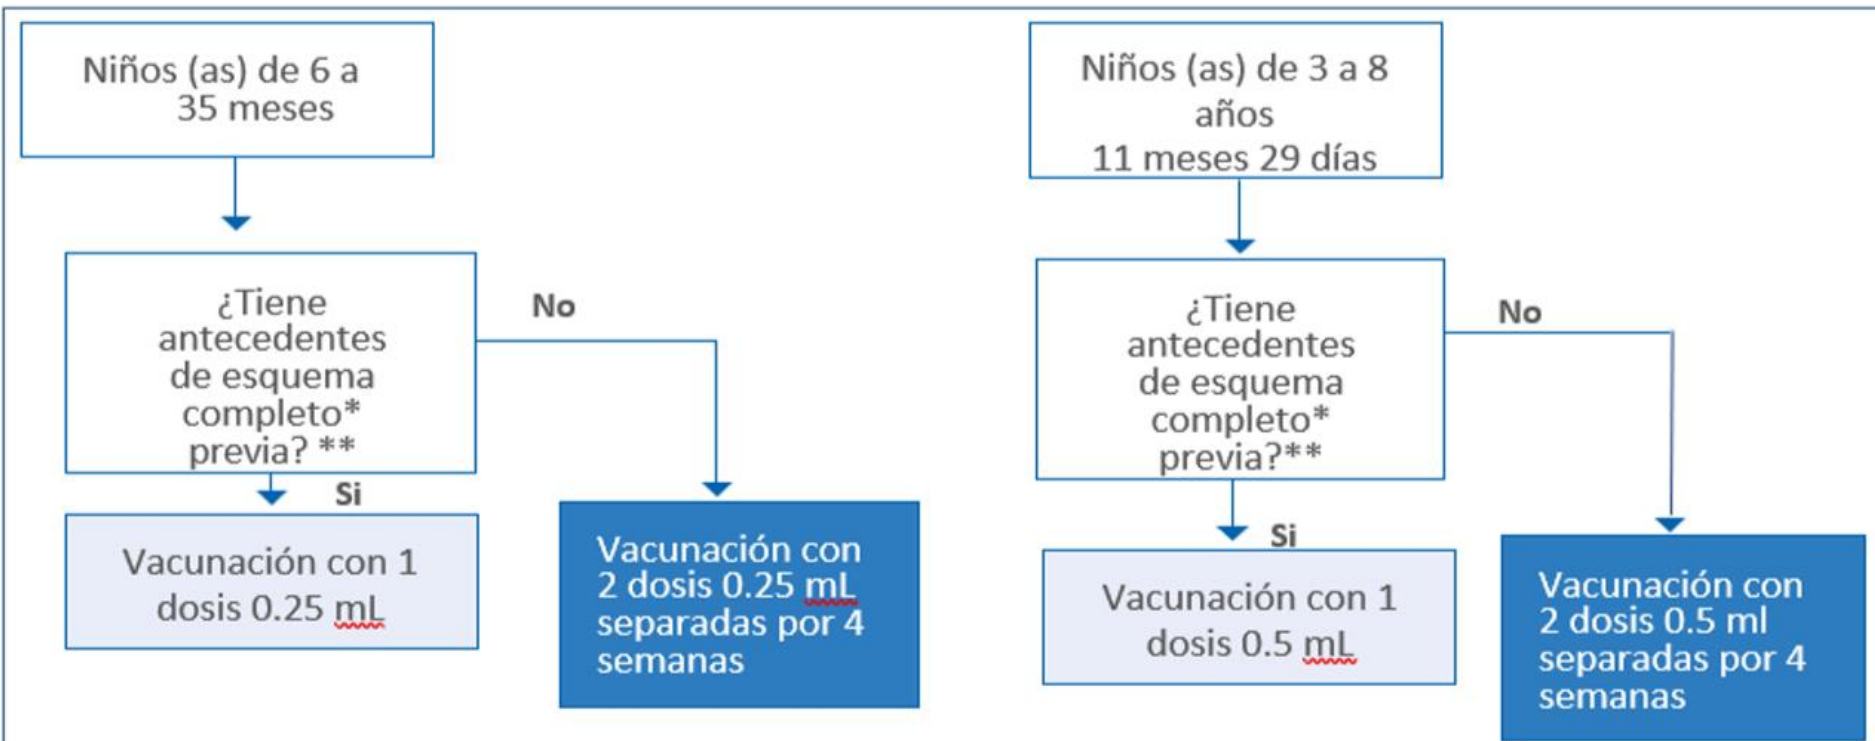 Niños (as) de 6 a
35 meses
¿Tiene
antecedentes
de esquema
completo*
previa? **
No
Si
Vacunación con 1
dosis 0.25 mL
Vacunación con
2 dosis 0.25 mL
separadas por 4
semanas
Niños (as) de 3 a 8
años
11 meses 29 días
¿Tiene
antecedentes
de esquema
completo*
previa?**
No
Si
Vacunación con 1
dosis 0.5 mL
Vacunación con
2 dosis 0.5 ml
separadas por 4
semanas